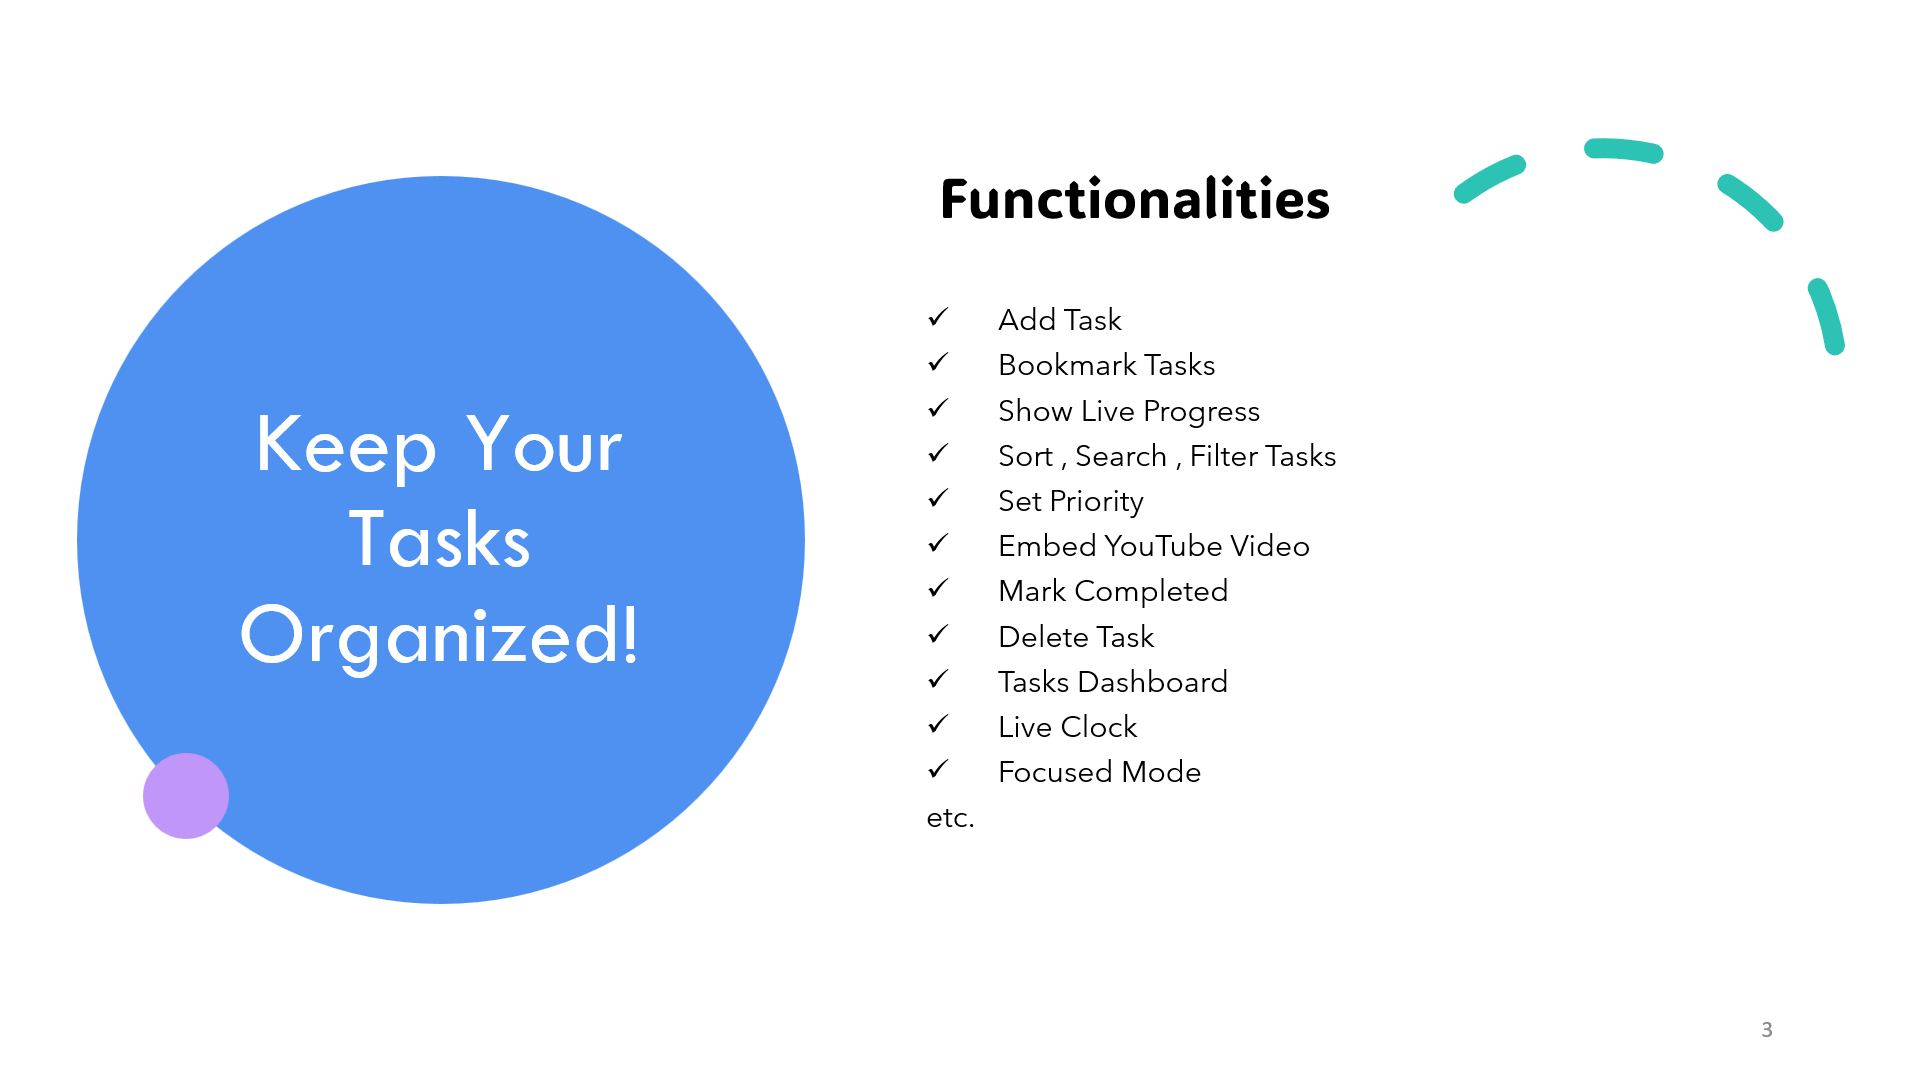 Keep Your
Tasks
Organized!
Functionalities
✓ Add Task
✓ Bookmark Tasks
✓ Show Live Progress
✓ Sort , Search , Filter Tasks
✓ Set Priority
✓ Embed YouTube Video
✓ Mark Completed
✓ Delete Task
✓ Tasks Dashboard
✓ Live Clock
✓ Focused Mode
etc.
3